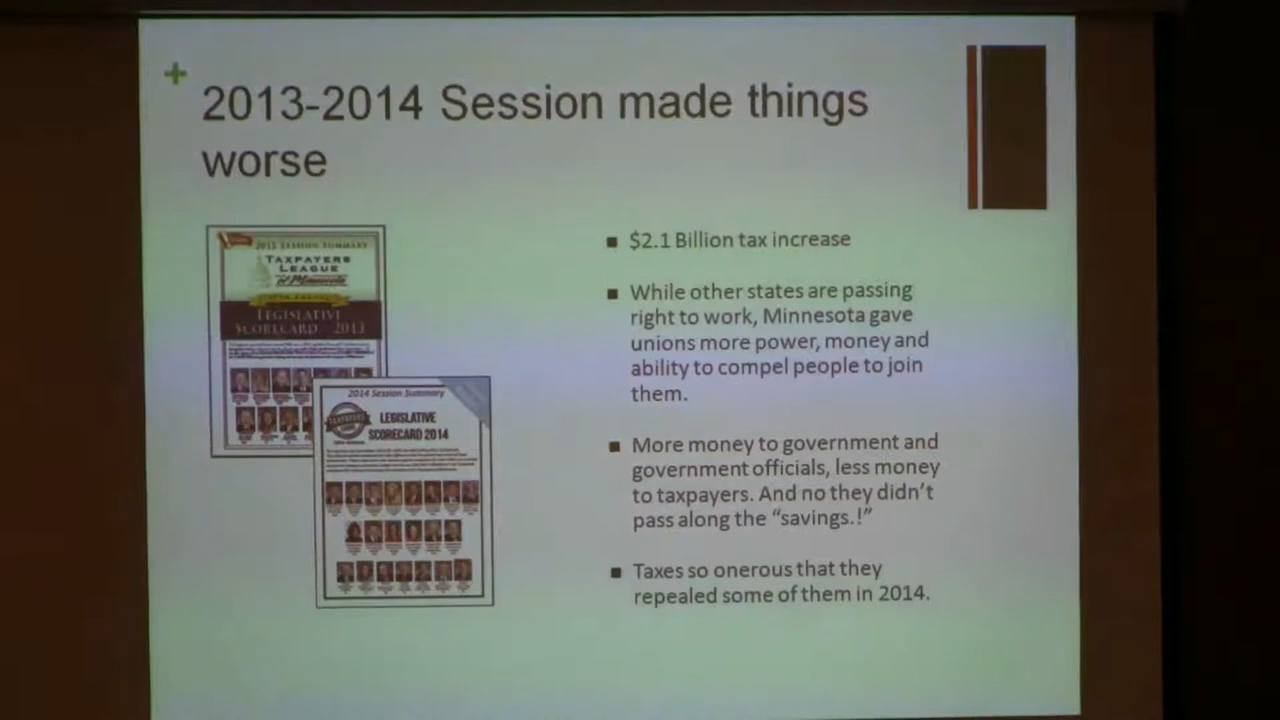 +
2013-2014 Session made things
worse
2013 SESSION SUMMARY
TAXPAYERS
LEAGUE
of Minnesota
LEGISLATIVE
SCORECARD 2013
2014 Session Summary
TAXPAYERS
LEGISLATIVE
SCORECARD 2014
■ $2.1 Billion tax increase
■ While other states are passing
right to work, Minnesota gave
unions more power, money and
ability to compel people to join
them.
■ More money to government and
government officials, less money
to taxpayers. And no they didn't
pass along the “savings.!”
■ Taxes so onerous that they
repealed some of them in 2014.